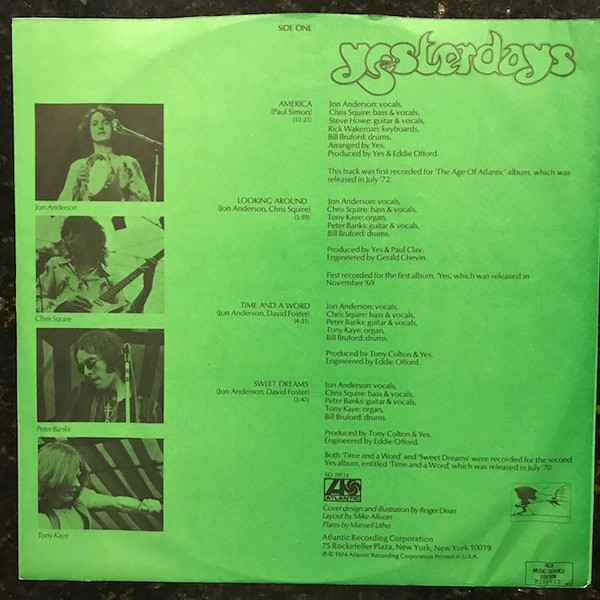 SIDE ONE
yesterdays
AMERICA
(Paul Simon)
(10:31)
Jon Anderson: vocals,
Chris Squire: bass & vocals,
Steve Howe: guitar & vocals,
Rick Wakeman: keyboards,
Bill Bruford: drums.
Arranged by Yes.
Produced by Yes & Eddie Offord.
This track was first recorded for 'The Age Of Atlantic' album, which was
released in July '72.
Jon Anderson
LOOKING AROUND
(Jon Anderson, Chris Squire)
(3:59)
Jon Anderson: vocals,
Chris Squire: bass & vocals,
Tony Kaye: organ,
Peter Banks: guitar & vocals,
Bill Bruford: drums.
Produced by Yes & Paul Clay.
Engineered by Gerald Chevin.
First recorded for the first album, 'Yes', which was released in
November '69.
Chris Squire
TIME AND A WORD
(Jon Anderson, David Foster)
(4:31)
Jon Anderson: vocals,
Chris Squire: bass & vocals,
Peter Banks: guitar & vocals,
Tony Kaye: organ,
Bill Bruford: drums.
Produced by Tony Colton & Yes.
Engineered by Eddie Offord.
Peter Banks
SWEET DREAMS
(Jon Anderson, David Foster)
(3:47)
Jon Anderson: vocals,
Chris Squire: bass & vocals,
Peter Banks: guitar & vocals,
Tony Kaye: organ,
Bill Bruford: drums.
Produced by Tony Colton & Yes.
Engineered by Eddie Offord.
Both 'Time and a Word' and 'Sweet Dreams' were recorded for the second
Yes album, entitled 'Time and a Word', which was released in July '70.
Tony Kaye
ATLANTIC
Cover design and illustration by Roger Dean
Layout by Mike Allison
Plates by Mansell Litho
Atlantic Recording Corporation
75 Rockefeller Plaza, New York, New York 10019
℗ © 1974 Atlantic Recording Corporation Printed in U.S.A.
RCA
MUSIC SERVICE
EDITION